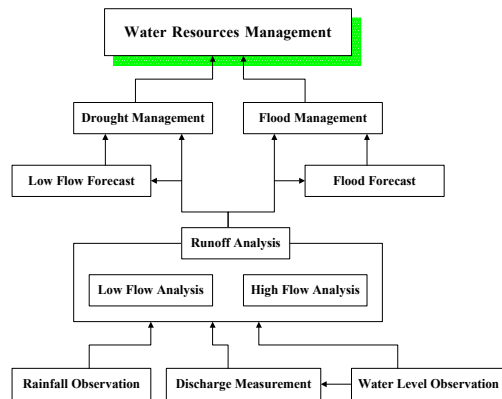 Water Resources Management
Drought Management
Flood Management
Low Flow Forecast
Flood Forecast
Runoff Analysis
Low Flow Analysis
High Flow Analysis
Rainfall Observation
Discharge Measurement
Water Level Observation